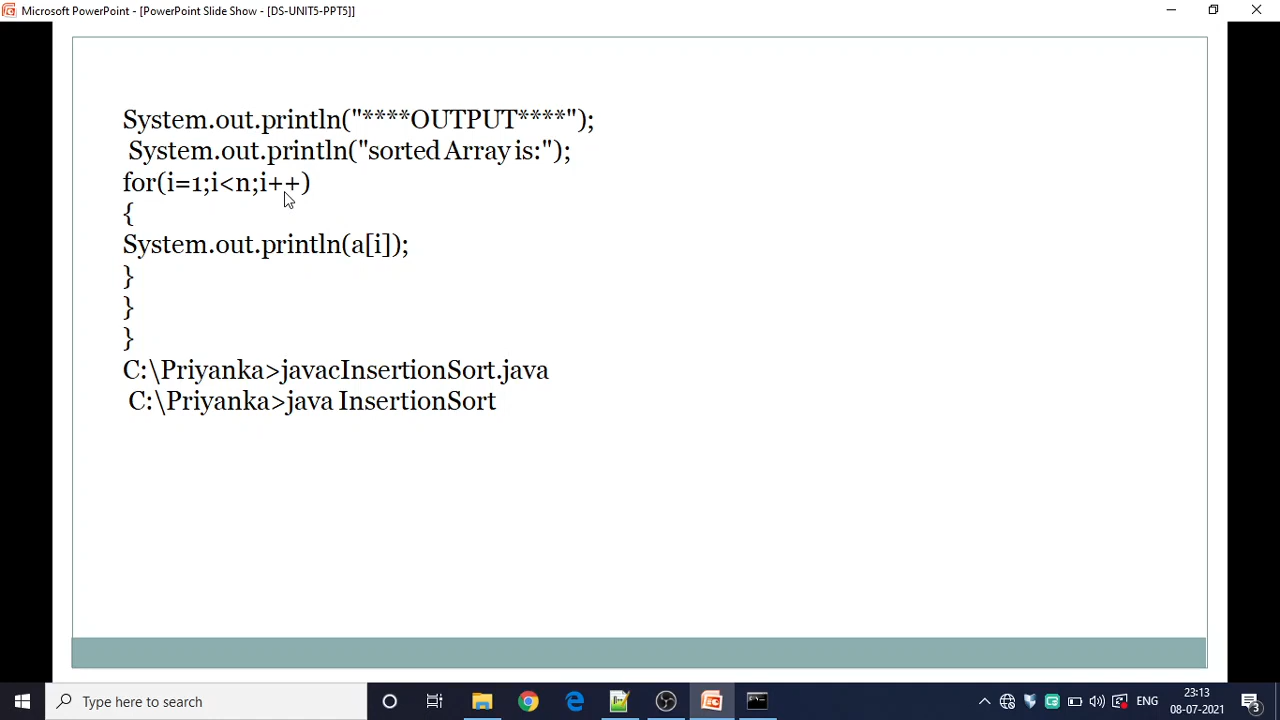 Microsoft PowerPoint - [PowerPoint Slide Show - [DS-UNIT5-PPT5]]
System.out.println("****OUTPUT****");
System.out.println("sorted Array is:");
for(i=1;i<n;i++)
{
System.out.println(a[i]);
}
}
}
C:\Priyanka>javacInsertionSort.java
C:\Priyanka>java InsertionSort
Type here to search
ENG
23:13
08-07-2021
3